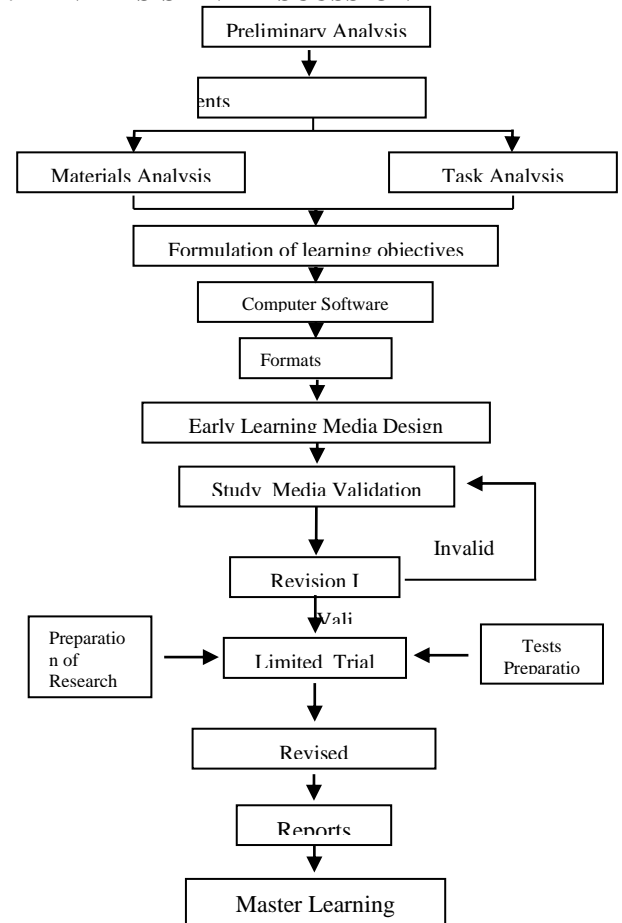 Preliminary Analysis
ents
Materials Analysis
Task Analysis
Formulation of learning objectives
Computer Software
Formats
Early Learning Media Design
Study Media Validation
Invalid
Revision I
Vali
Preparatio
n of
Research
Limited Trial
Tests
Preparatio
Revised
Reports
Master Learning